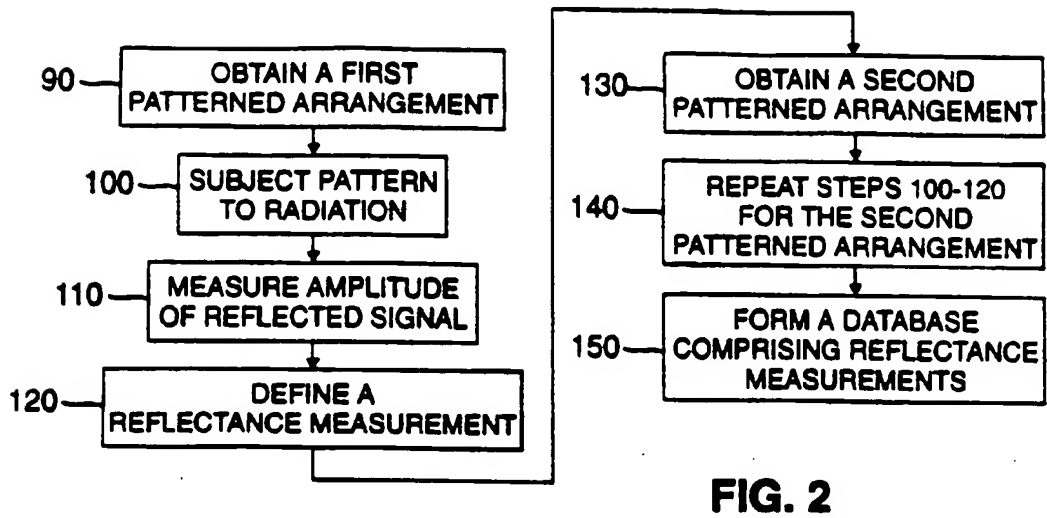 90
OBTAIN A FIRST
PATTERNED ARRANGEMENT
100
SUBJECT PATTERN
TO RADIATION
110
MEASURE AMPLITUDE
OF REFLECTED SIGNAL
120
DEFINE A
REFLECTANCE MEASUREMENT
130
OBTAIN A SECOND
PATTERNED ARRANGEMENT
140
REPEAT STEPS 100-120
FOR THE SECOND
PATTERNED ARRANGEMENT
150
FORM A DATABASE
COMPRISING REFLECTANCE
MEASUREMENTS
FIG. 2